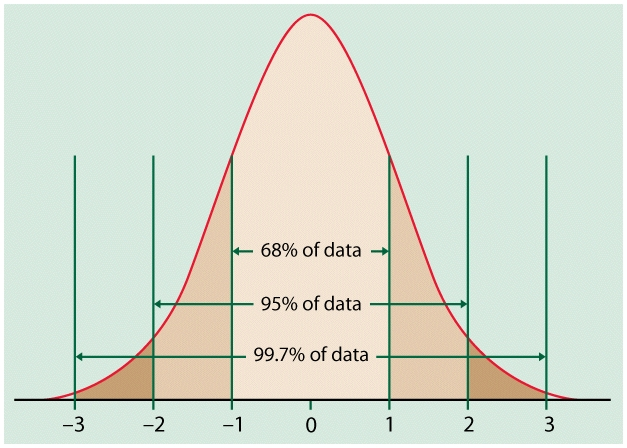 68% of data
95% of data
99.7% of data
−3 −2 −1 0 1 2 3